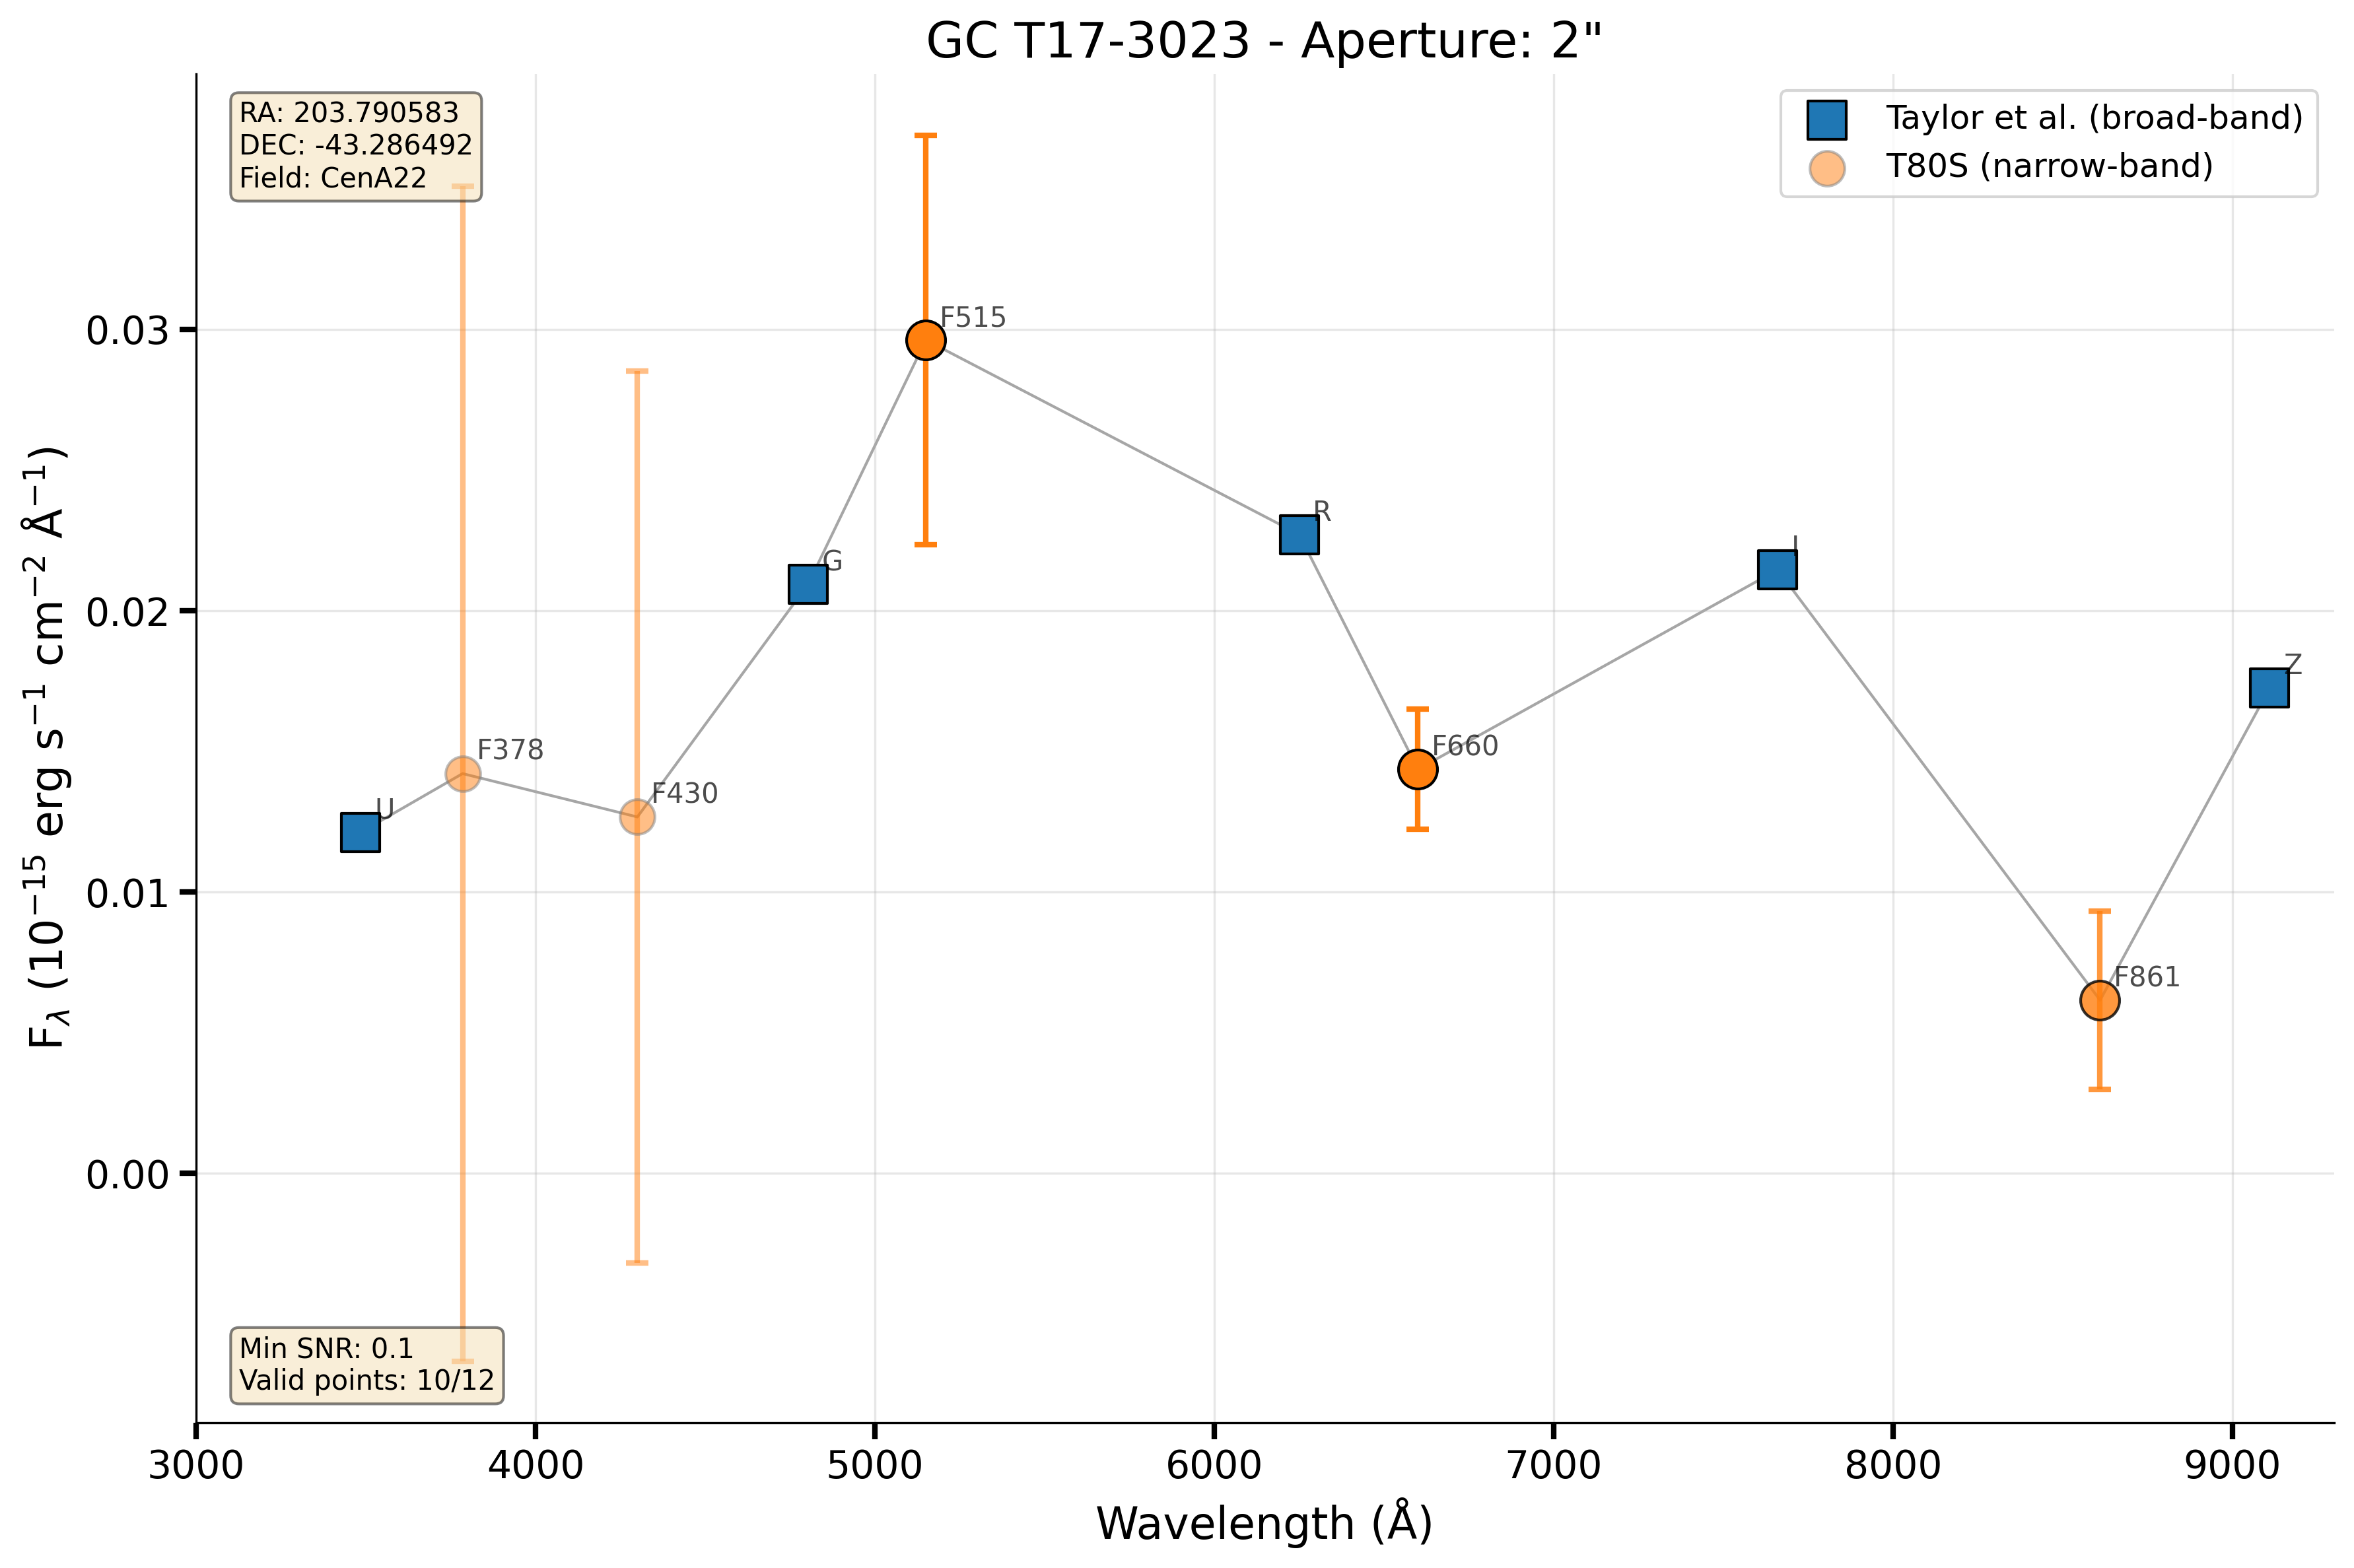 GC T17-3023 - Aperture: 2"
RA: 203.790583
DEC: -43.286492
Field: CenA22
Taylor et al. (broad-band)
T80S (narrow-band)
F515
R
G
I
Z
F378
F660
U
F430
F861
Min SNR: 0.1
Valid points: 10/12
0.03
0.02
0.01
0.00
3000 4000 5000 6000 7000 8000 9000
Wavelength (Å)
F_λ (10⁻¹⁵ erg s⁻¹ cm⁻² Å⁻¹)